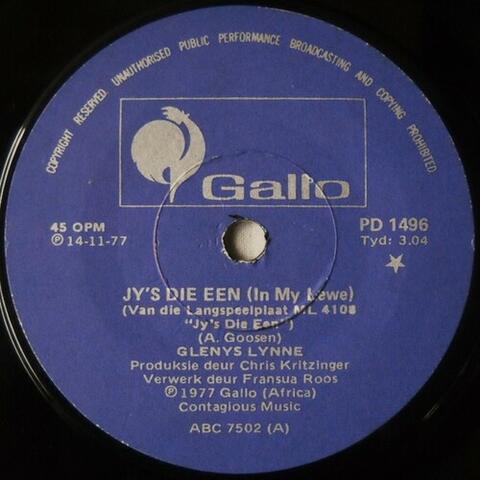 COPYRIGHT RESERVED. UNAUTHORISED PUBLIC PERFORMANCE BROADCASTING AND COPYING PROHIBITED
Gallo
45 OPM
℗ 14-11-77
PD 1496
Tyd: 3.04
JY'S DIE EEN (In My Lewe)
(Van die Langspeelplaat ML 4108
"Jy's Die Een")
(A. Goosen)
GLENYS LYNNE
Produksie deur Chris Kritzinger
Verwerk deur Fransua Roos
℗ 1977 Gallo (Africa)
Contagious Music
ABC 7502 (A)